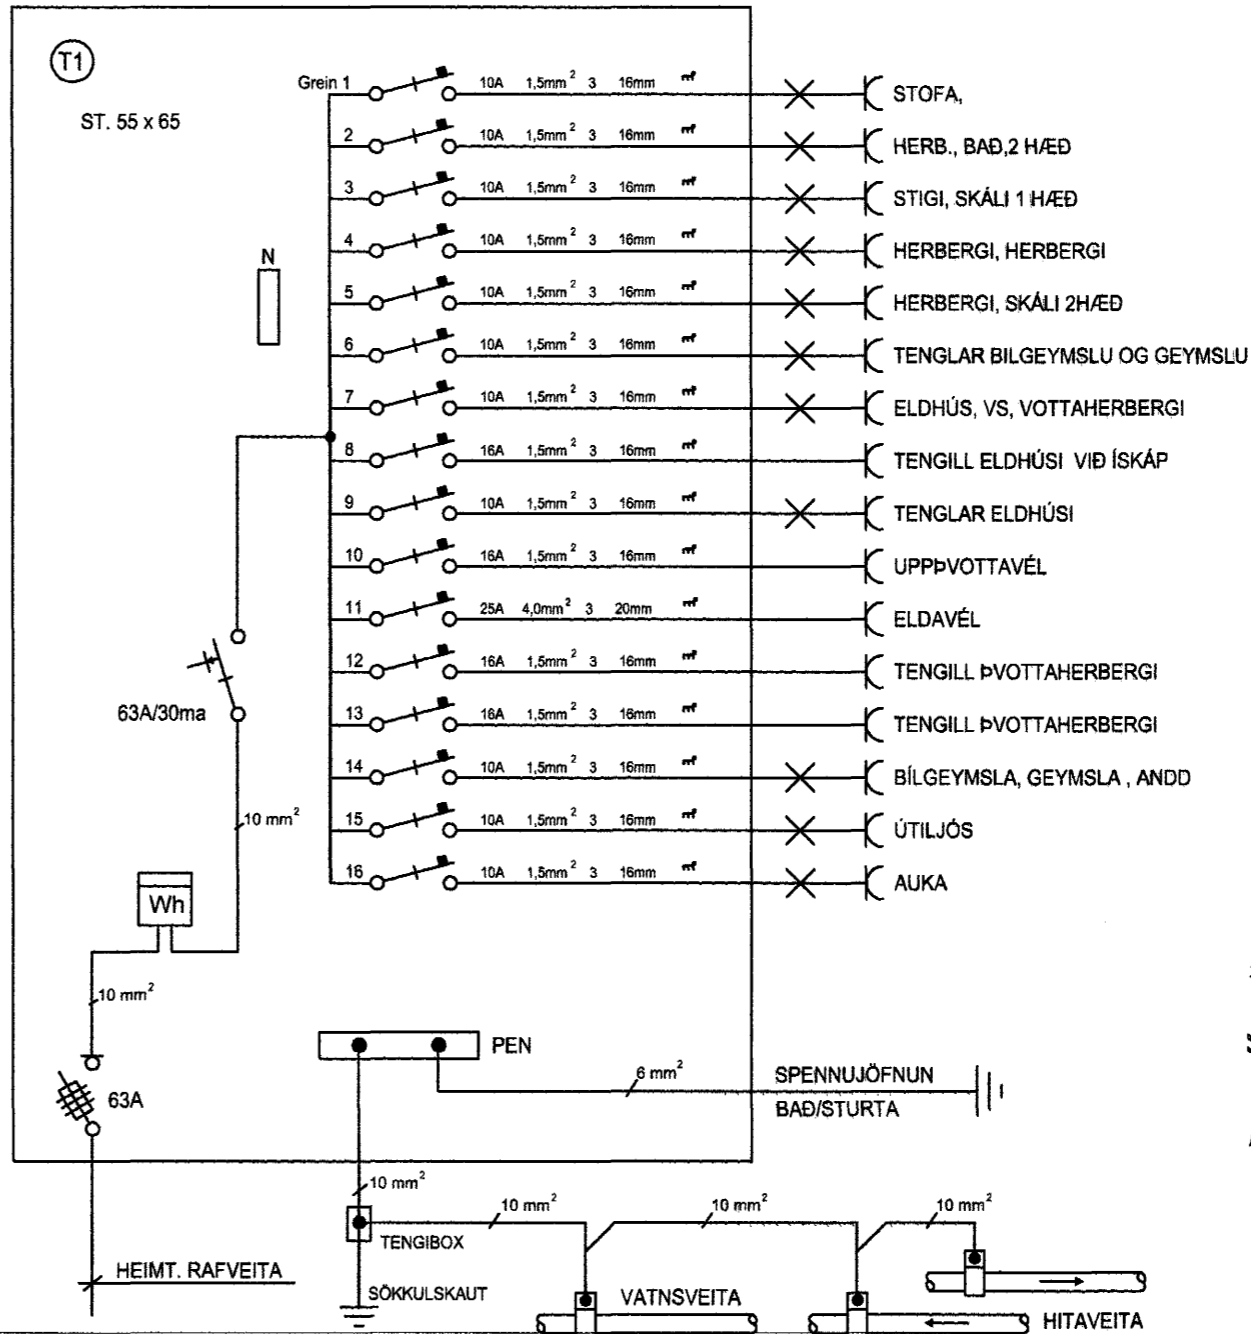 T1
ST. 55 x 65
N
Grein 1 10A 1,5mm² 3 16mm STOFA,
2 10A 1,5mm² 3 16mm HERB., BAÐ,2 HÆÐ
3 10A 1,5mm² 3 16mm STIGI, SKÁLI 1 HÆÐ
4 10A 1,5mm² 3 16mm HERBERGI, HERBERGI
5 10A 1,5mm² 3 16mm HERBERGI, SKÁLI 2HÆÐ
6 10A 1,5mm² 3 16mm TENGLAR BILGEYMSLU OG GEYMSLU
7 10A 1,5mm² 3 16mm ELDHÚS, VS, VOTTAHERBERGI
8 16A 1,5mm² 3 16mm TENGILL ELDHÚSI VIÐ ÍSKÁP
9 10A 1,5mm² 3 16mm TENGLAR ELDHÚSI
10 16A 1,5mm² 3 16mm UPPÞVOTTAVÉL
11 25A 4,0mm² 3 20mm ELDAVÉL
12 16A 1,5mm² 3 16mm TENGILL ÞVOTTAHERBERGI
13 16A 1,5mm² 3 16mm TENGILL ÞVOTTAHERBERGI
14 10A 1,5mm² 3 16mm BÍLGEYMSLA, GEYMSLA , ANDD
15 10A 1,5mm² 3 16mm ÚTILJÓS
16 10A 1,5mm² 3 16mm AUKA
63A/30ma
10 mm²
Wh
10 mm²
63A
PEN
6 mm²
SPENNUJÖFNUN
BAÐ/STURTA
10 mm²
10 mm²
10 mm²
10 mm²
TENGIBOX
HEIMT. RAFVEITA
SÖKKULSKAUT
VATNSVEITA
HITAVEITA